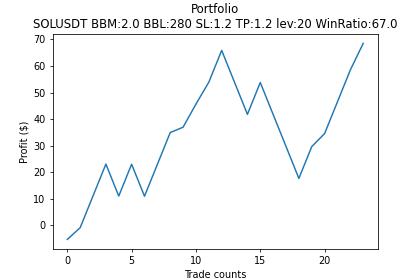 Portfolio
SOLUSDT BBM:2.0 BBL:280 SL:1.2 TP:1.2 lev:20 WinRatio:67.0
70
60
50
40
30
20
10
0
Profit ($)
0 5 10 15 20
Trade counts